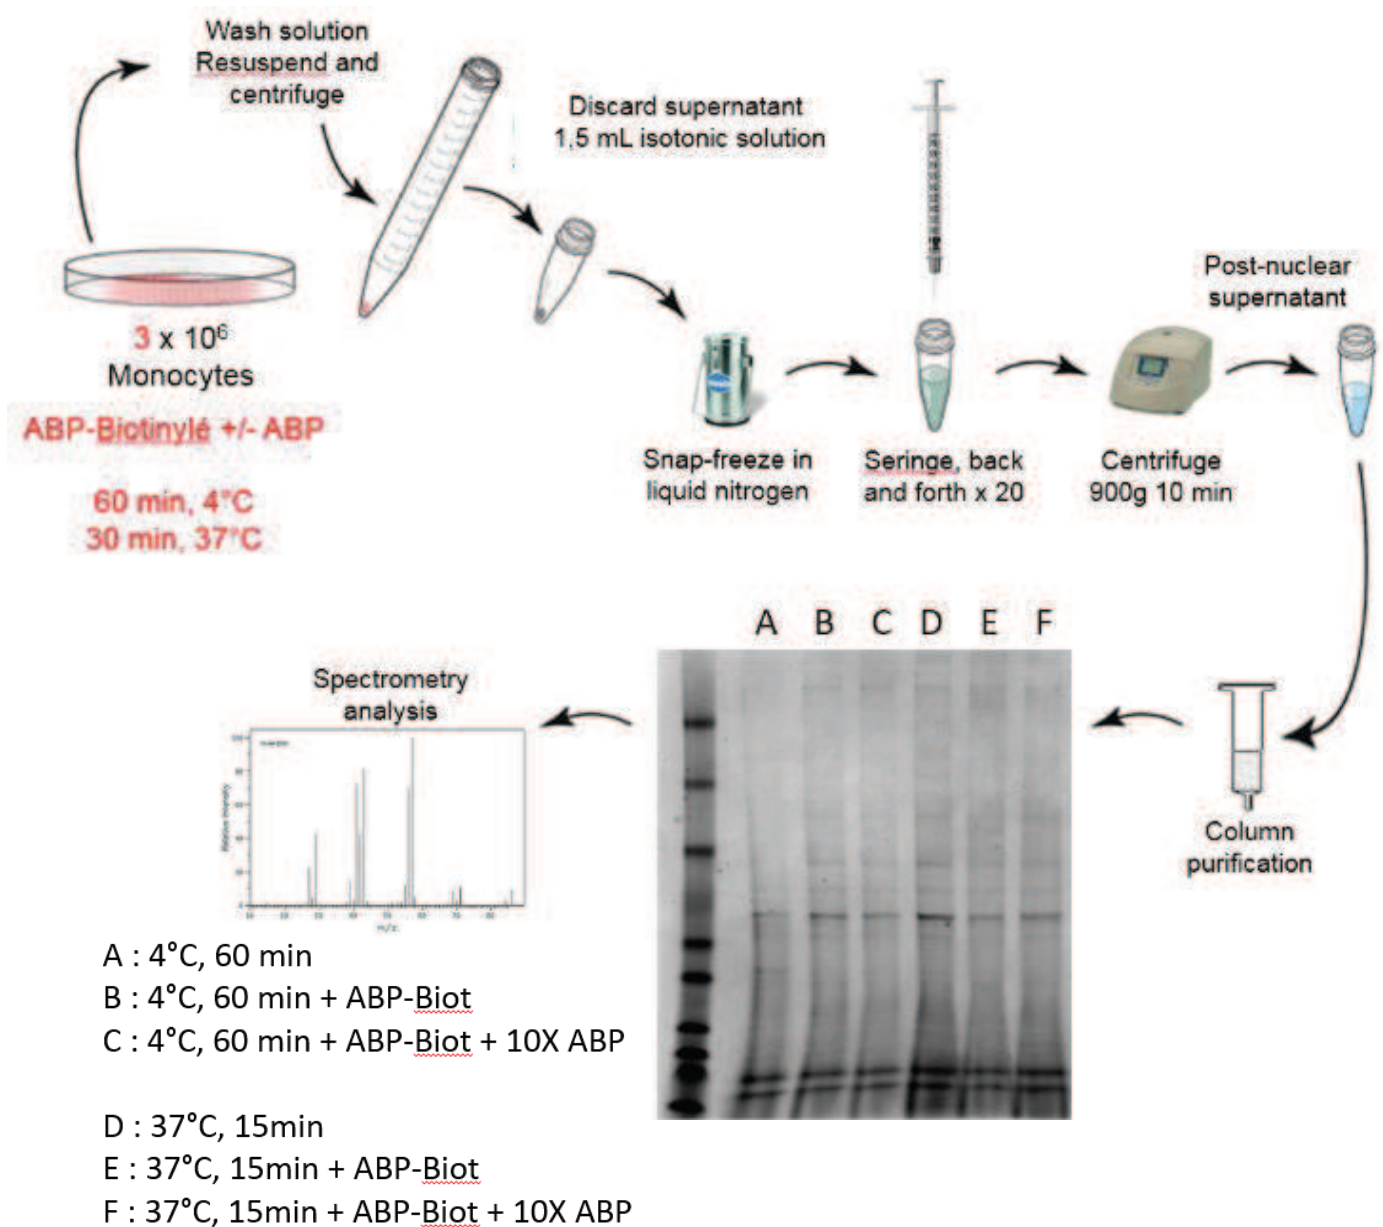 Wash solution
Resuspend and
centrifuge
Discard supernatant
1.5 mL isotonic solution
3 x 10⁶
Monocytes
ABP-Biotinylé +/- ABP
60 min, 4°C
30 min, 37°C
Snap-freeze in
liquid nitrogen
Seringe, back
and forth x 20
Centrifuge
900g 10 min
Post-nuclear
supernatant
Column
purification
A B C D E F
Spectrometry
analysis
Relative Intensity
m/z
A : 4°C, 60 min
B : 4°C, 60 min + ABP-Biot
C : 4°C, 60 min + ABP-Biot + 10X ABP
D : 37°C, 15min
E : 37°C, 15min + ABP-Biot
F : 37°C, 15min + ABP-Biot + 10X ABP